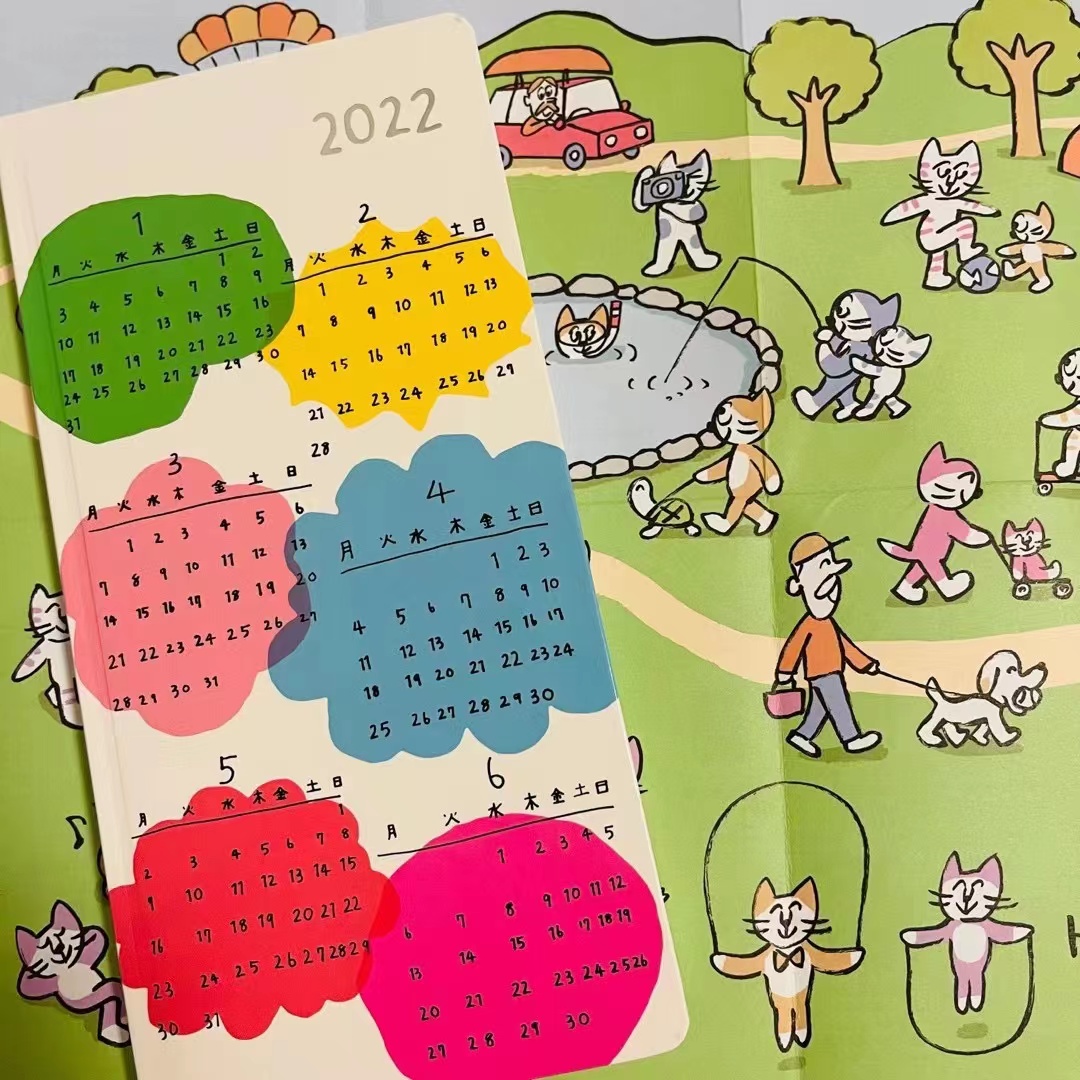 2022
1
月 火 水 木 金 土 日
1 2
3 4 5 6 7 8 9
10 11 12 13 14 15 16
17 18 19 20 21 22 23
24 25 26 27 28 29 30
31
2
月 火 水 木 金 土 日
1 2 3 4 5 6
7 8 9 10 11 12 13
14 15 16 17 18 19 20
21 22 23 24 25 26 27
28
3
月 火 水 木 金 土 日
1 2 3 4 5 6
7 8 9 10 11 12 13
14 15 16 17 18 19 20
21 22 23 24 25 26 27
28 29 30 31
4
月 火 水 木 金 土 日
1 2 3
4 5 6 7 8 9 10
11 12 13 14 15 16 17
18 19 20 21 22 23 24
25 26 27 28 29 30
5
月 火 水 木 金 土 日
1
2 3 4 5 6 7 8
9 10 11 12 13 14 15
16 17 18 19 20 21 22
23 24 25 26 27 28 29
30 31
6
月 火 水 木 金 土 日
1 2 3 4 5
6 7 8 9 10 11 12
13 14 15 16 17 18 19
20 21 22 23 24 25 26
27 28 29 30